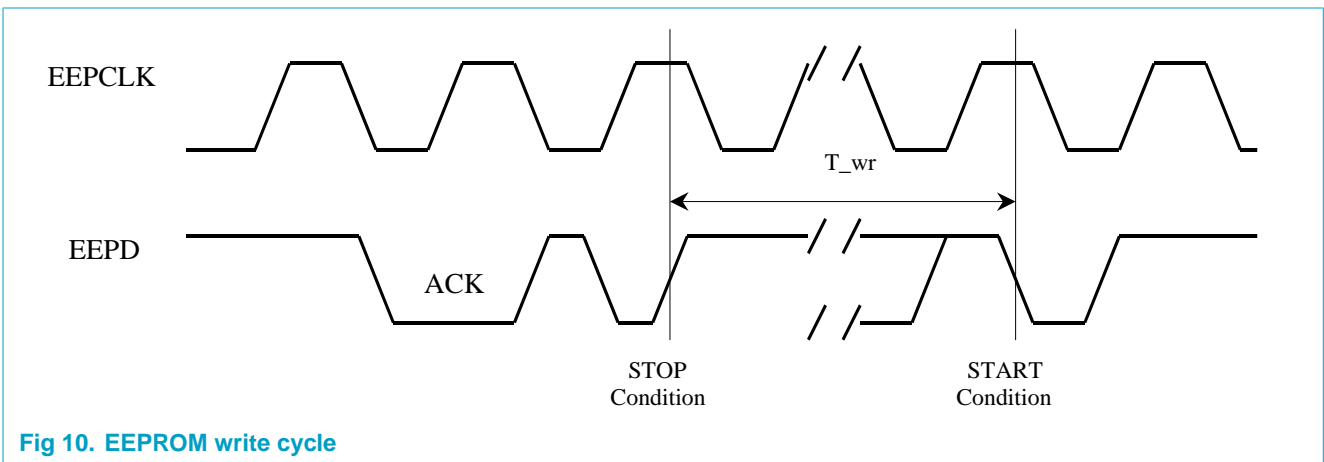 EEPCLK
T_wr
EEPD
ACK
STOP
Condition
START
Condition
Fig 10. EEPROM write cycle